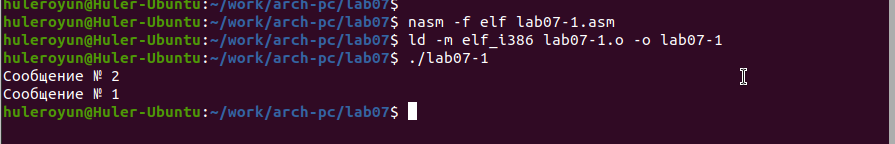 huleroyun@Huler-Ubuntu:~/work/arch-pc/lab07$
huleroyun@Huler-Ubuntu:~/work/arch-pc/lab07$ nasm -f elf lab07-1.asm
huleroyun@Huler-Ubuntu:~/work/arch-pc/lab07$ ld -m elf_i386 lab07-1.o -o lab07-1
huleroyun@Huler-Ubuntu:~/work/arch-pc/lab07$ ./lab07-1
Сообщение № 2
Сообщение № 1
huleroyun@Huler-Ubuntu:~/work/arch-pc/lab07$